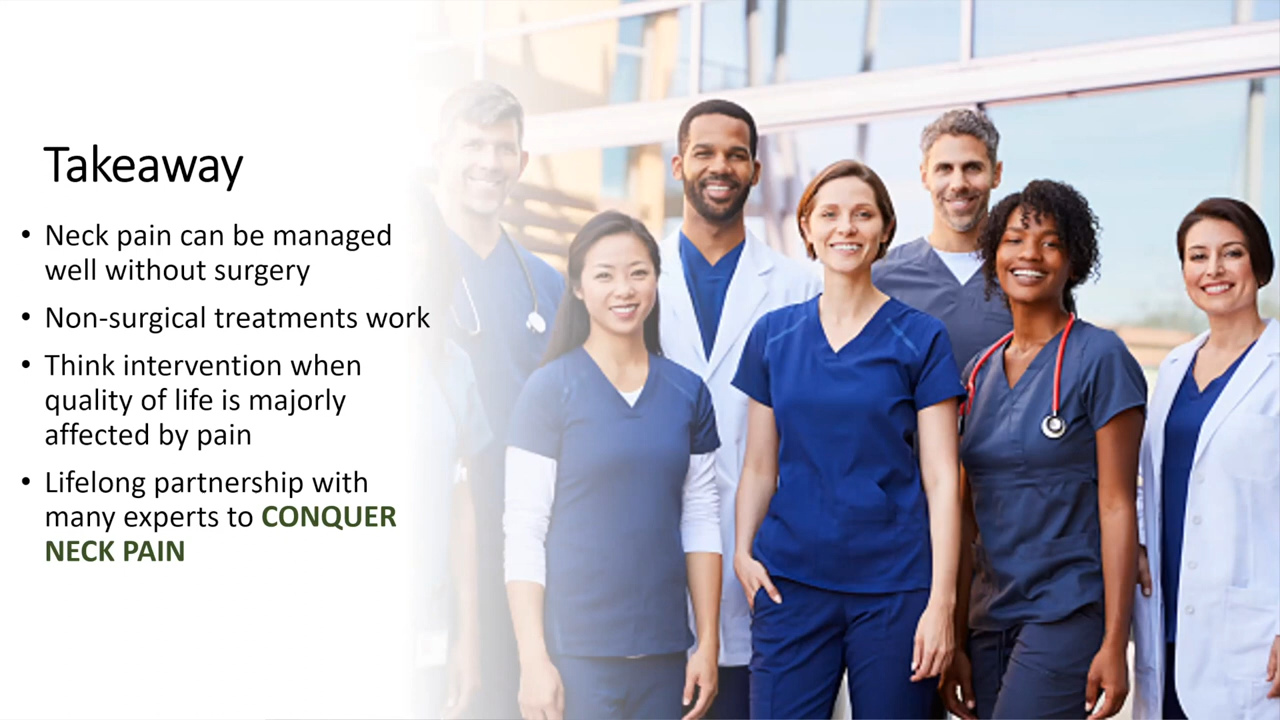 Takeaway
• Neck pain can be managed
well without surgery
• Non-surgical treatments work
• Think intervention when
quality of life is majorly
affected by pain
• Lifelong partnership with
many experts to CONQUER
NECK PAIN